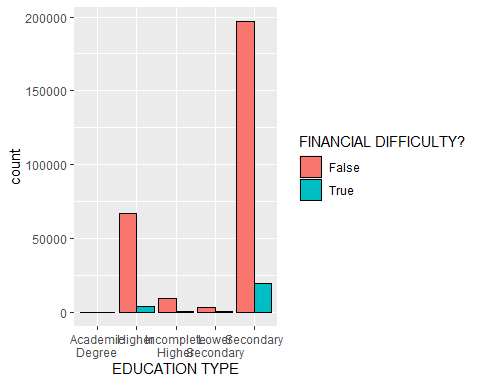 200000
150000
100000
50000
0
count
Academic Higher Incomplete Lower Secondary
Degree Higher Secondary
EDUCATION TYPE
FINANCIAL DIFFICULTY?
False
True